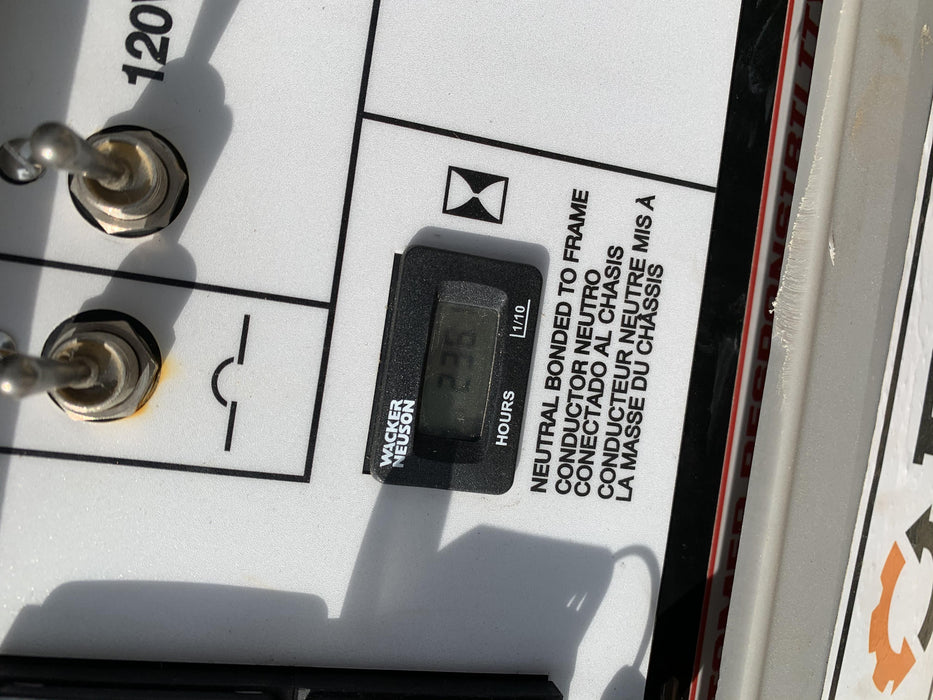 120V
WACKER
NEUSON
HOURS
1/10
NEUTRAL BONDED TO FRAME
CONDUCTOR NEUTRO
CONECTADO AL CHASIS
CONDUCTEUR NEUTRE MIS À
LA MASSE DU CHÂSSIS